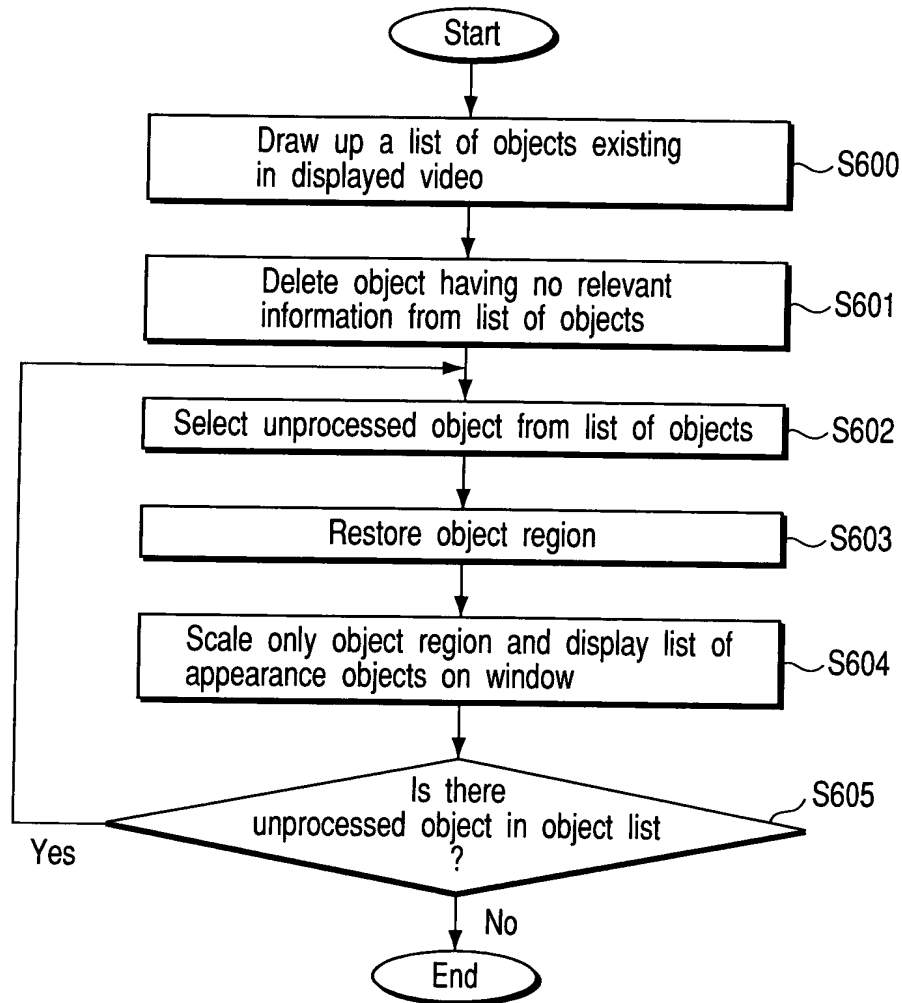 Start
Draw up a list of objects existing
in displayed video
S600
Delete object having no relevant
information from list of objects
S601
Select unprocessed object from list of objects
S602
Restore object region
S603
Scale only object region and display list of
appearance objects on window
S604
Is there
unprocessed object in object list
?
S605
Yes
No
End